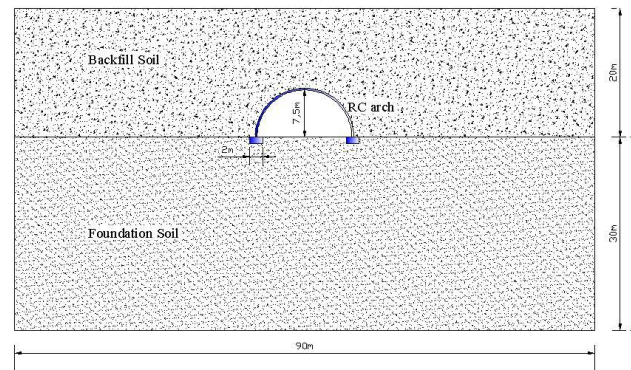 Backfill Soil
20m
RC arch
7.5m
2m
Foundation Soil
30m
90m